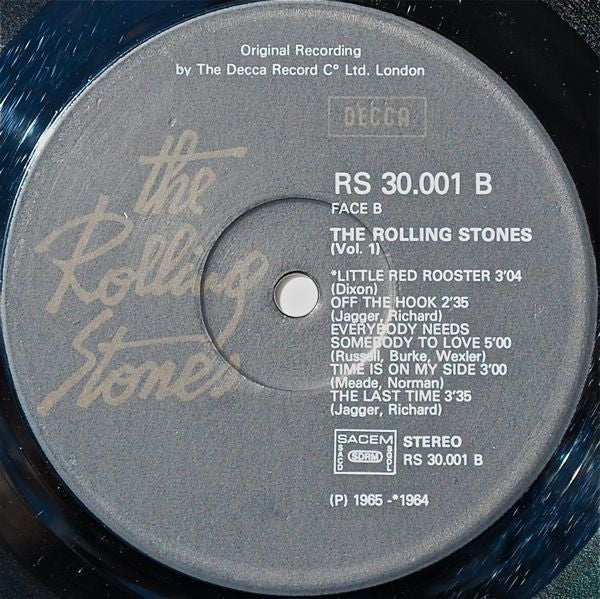 Original Recording
by The Decca Record C° Ltd. London
DECCA
the
Rolling
Stones
RS 30.001 B
FACE B
THE ROLLING STONES
(Vol. 1)
*LITTLE RED ROOSTER 3'04
(Dixon)
OFF THE HOOK 2'35
(Jagger, Richard)
EVERYBODY NEEDS
SOMEBODY TO LOVE 5'00
(Russell, Burke, Wexler)
TIME IS ON MY SIDE 3'00
(Meade, Norman)
THE LAST TIME 3'35
(Jagger, Richard)
SACEM
SACD
SDRM
SGDL
STEREO
RS 30.001 B
(P) 1965 -*1964